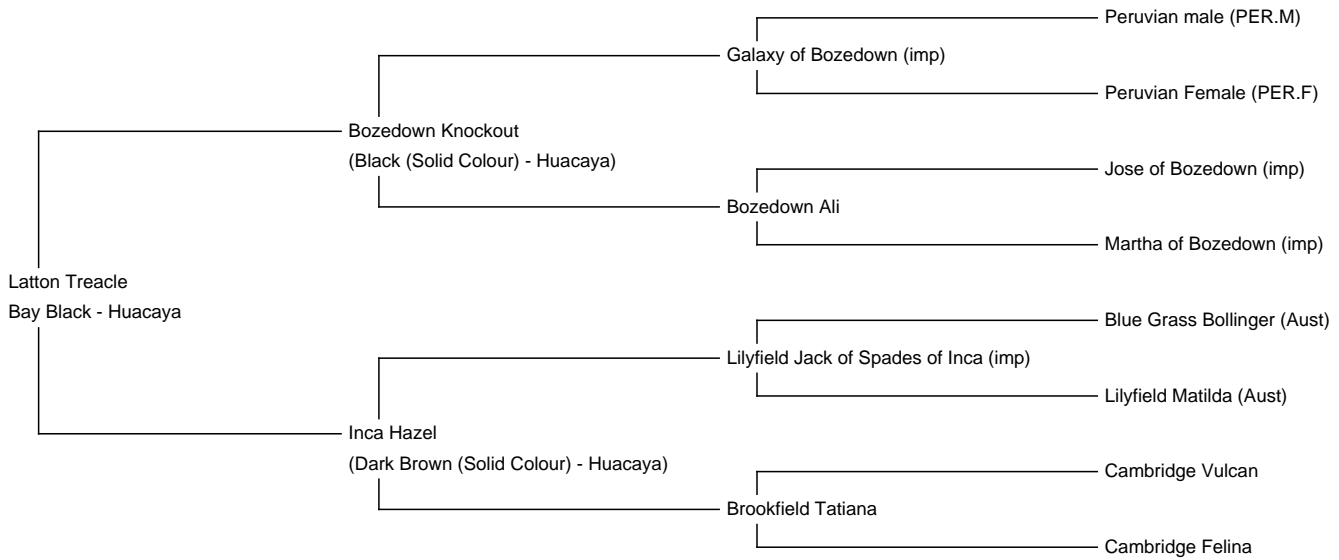 Peruvian male (PER.M)
Galaxy of Bozedown (imp)
Peruvian Female (PER.F)
Bozedown Knockout
(Black (Solid Colour) - Huacaya)
Jose of Bozedown (imp)
Bozedown Ali
Martha of Bozedown (imp)
Latton Treacle
Bay Black - Huacaya
Blue Grass Bollinger (Aust)
Lilyfield Jack of Spades of Inca (imp)
Lilyfield Matilda (Aust)
Inca Hazel
(Dark Brown (Solid Colour) - Huacaya)
Cambridge Vulcan
Brookfield Tatiana
Cambridge Felina